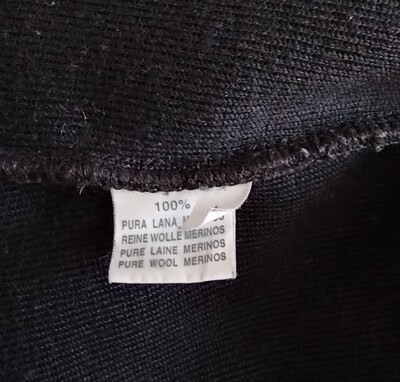 100%
PURA LANA
REINE WOLLE MERINOS
PURE LAINE MERINOS
PURE WOOL MERINOS